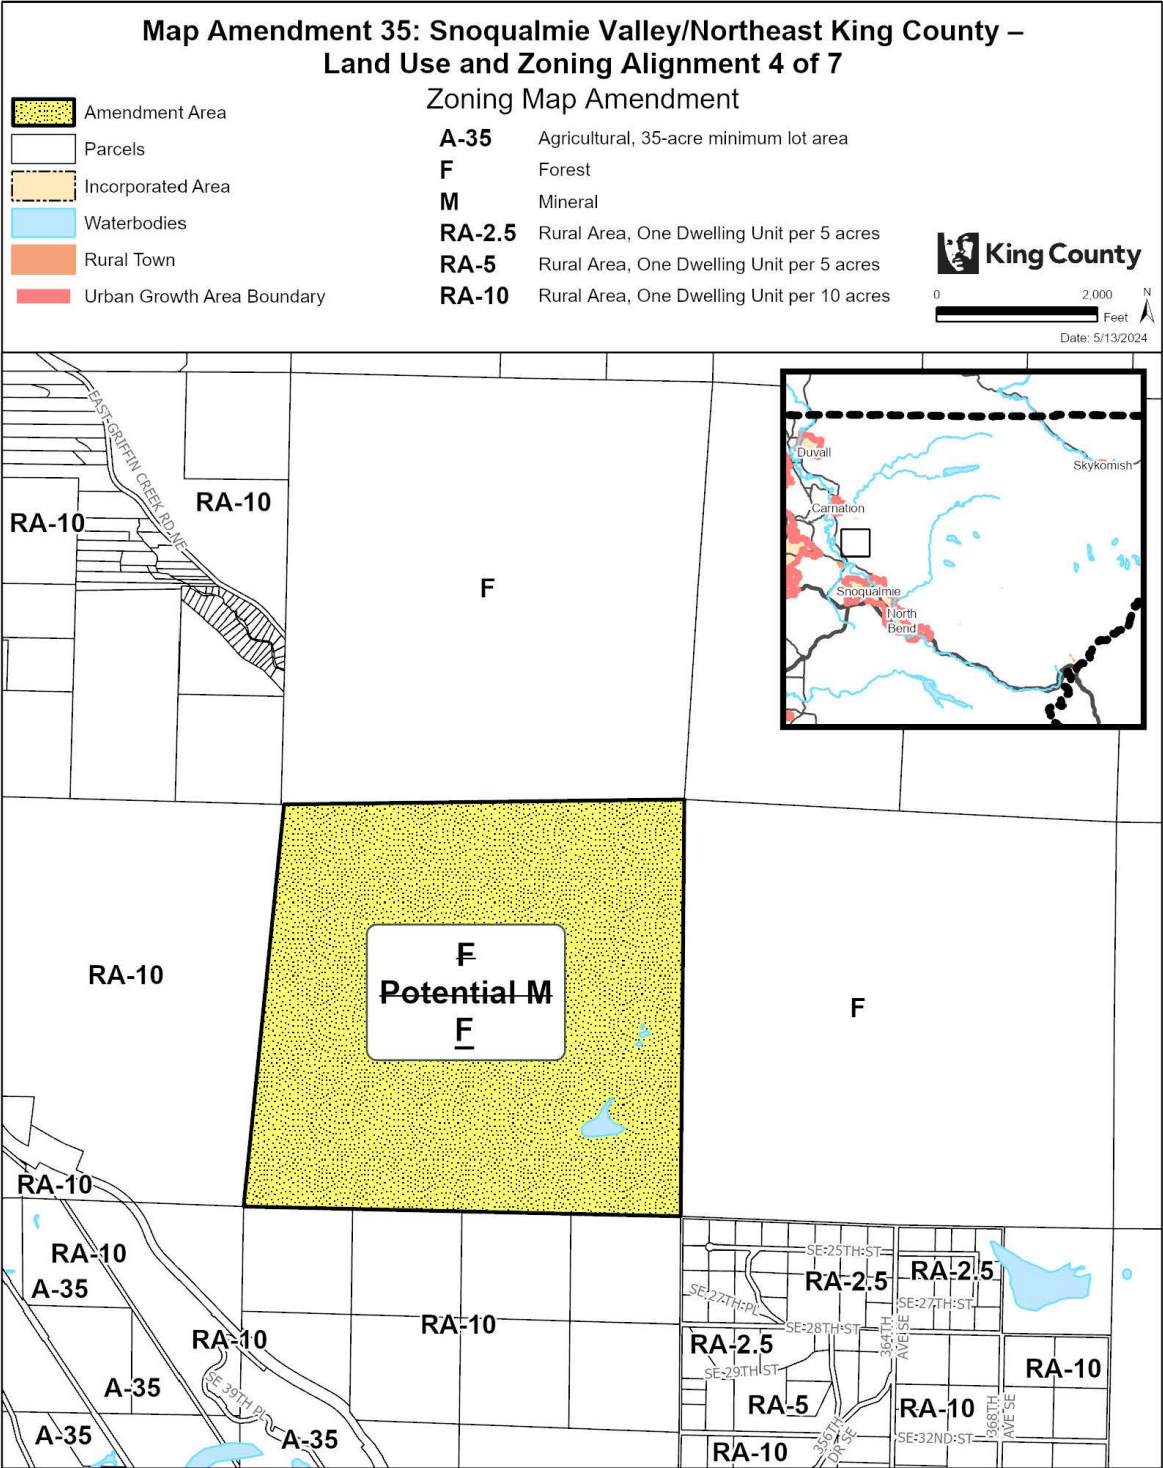 Map Amendment 35: Snoqualmie Valley/Northeast King County –
Land Use and Zoning Alignment 4 of 7
Zoning Map Amendment
Amendment Area
Parcels
Incorporated Area
Waterbodies
Rural Town
Urban Growth Area Boundary
A-35 Agricultural, 35-acre minimum lot area
F Forest
M Mineral
RA-2.5 Rural Area, One Dwelling Unit per 5 acres
RA-5 Rural Area, One Dwelling Unit per 5 acres
RA-10 Rural Area, One Dwelling Unit per 10 acres
King County
0 2,000 N
Feet
Date: 5/13/2024
EAST GRIFFIN CREEK RD NE
RA-10
RA-10
F
Duvall
Skykomish
Carnation
Snoqualmie
North
Bend
RA-10
F
Potential M
F
F
RA-10
RA-10
A-35
RA-10
SE 39TH PL
A-35
A-35
A-35
RA-10
SE 25TH ST
RA-2.5
RA-2.5
SE 27TH PL
SE 27TH ST
SE 28TH ST
364TH
AVE SE
RA-2.5
SE 29TH ST
RA-10
RA-5
RA-10
368TH
AVE SE
356TH
DR SE
SE 32ND ST
RA-10